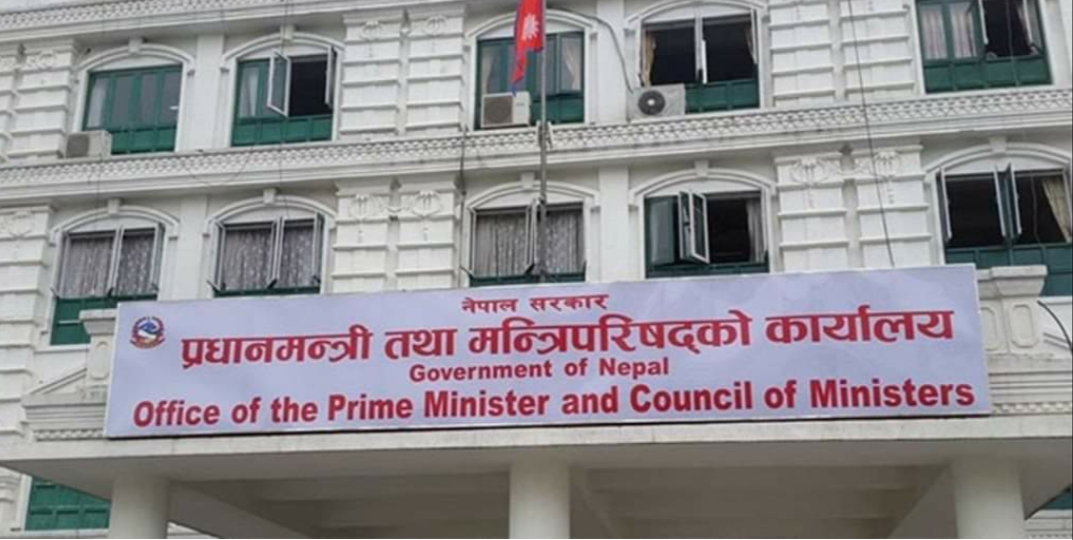 नेपाल सरकार
प्रधानमन्त्री तथा मन्त्रिपरिषद्को कार्यालय
Government of Nepal
Office of the Prime Minister and Council of Ministers